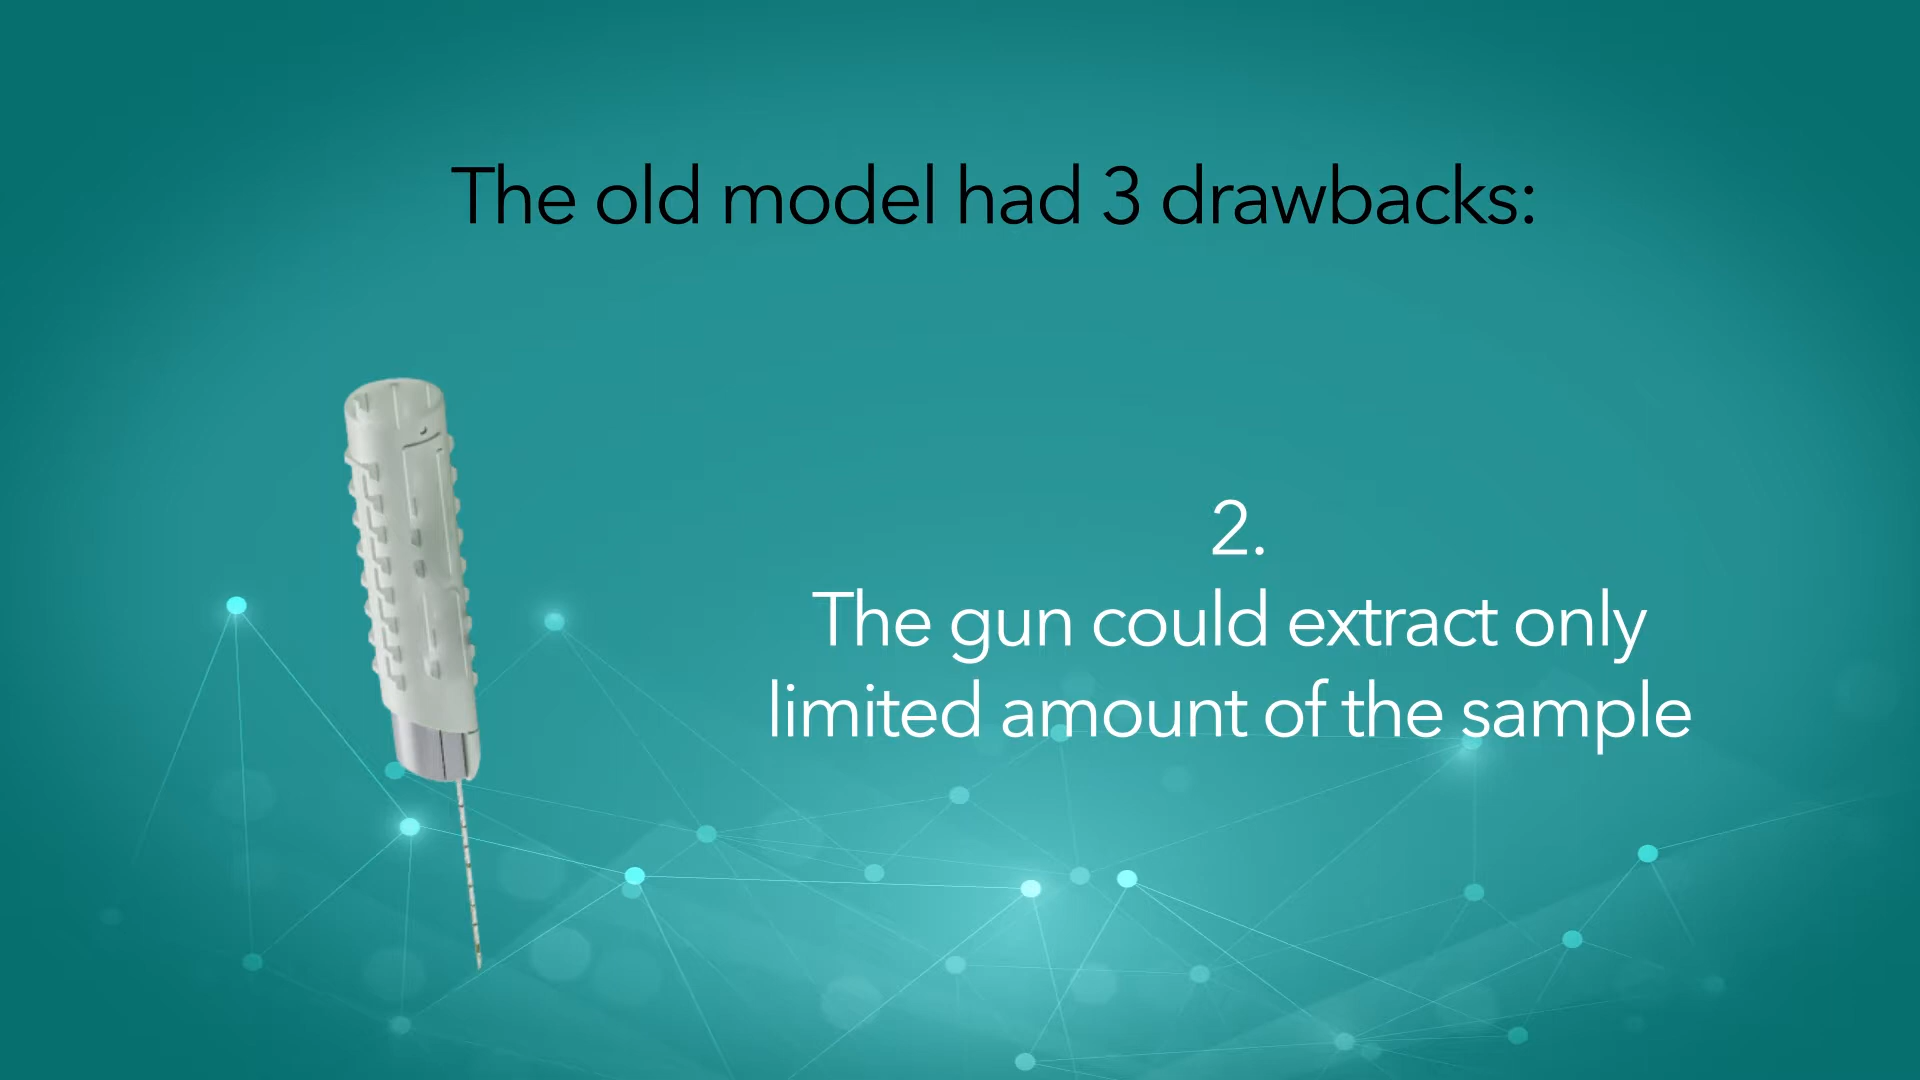 The old model had 3 drawbacks:
2.
The gun could extract only
limited amount of the sample